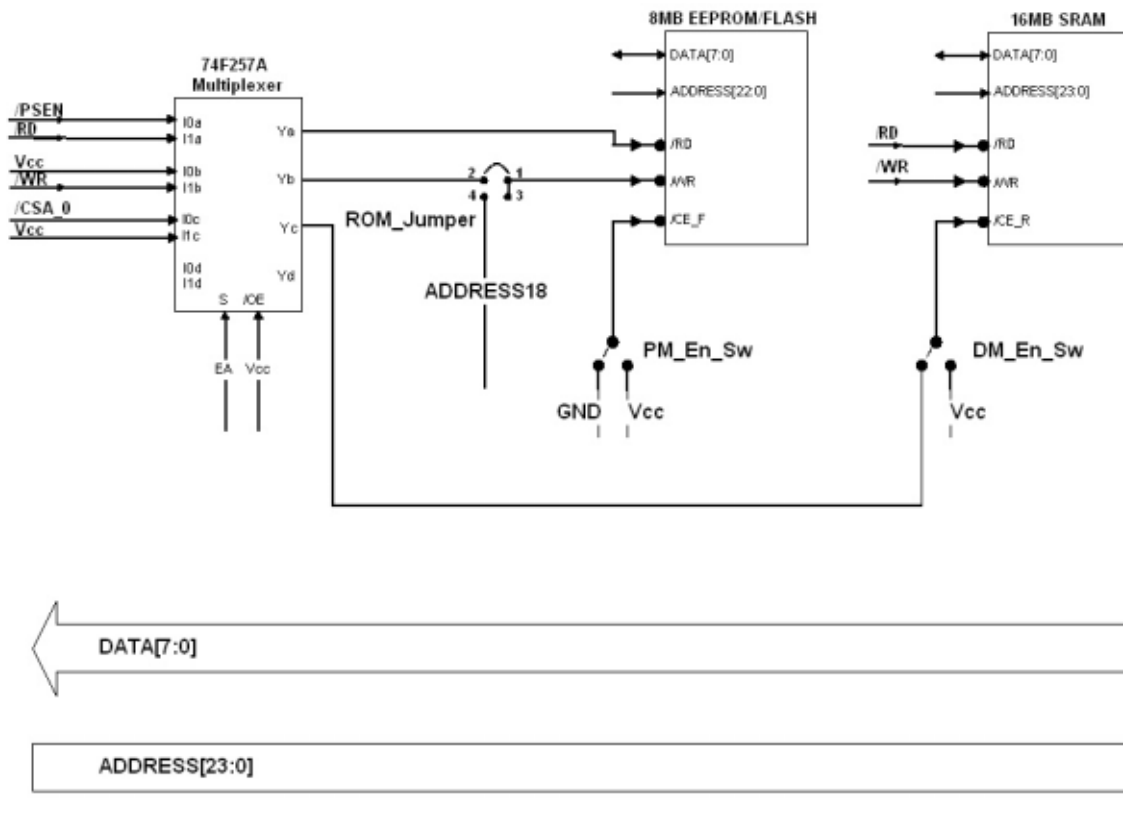 8MB EEPROM/FLASH
16MB SRAM
74F257A
Multiplexer
DATA[7:0]
DATA[7:0]
ADDRESS[22:0]
ADDRESS[23:0]
/PSEN
I0a
Ya
/RD
I1a
/RD
/RD
/RD
Vcc
I0b
Yb
2
1
/WR
/WR
/WR
/WR
I1b
4
3
/CSA_0
I0c
Yc
ROM_Jumper
/CE_F
/CE_R
Vcc
I1c
I0d
Yd
I1d
S
/OE
ADDRESS18
EA
Vcc
PM_En_Sw
DM_En_Sw
GND
Vcc
Vcc
DATA[7:0]
ADDRESS[23:0]